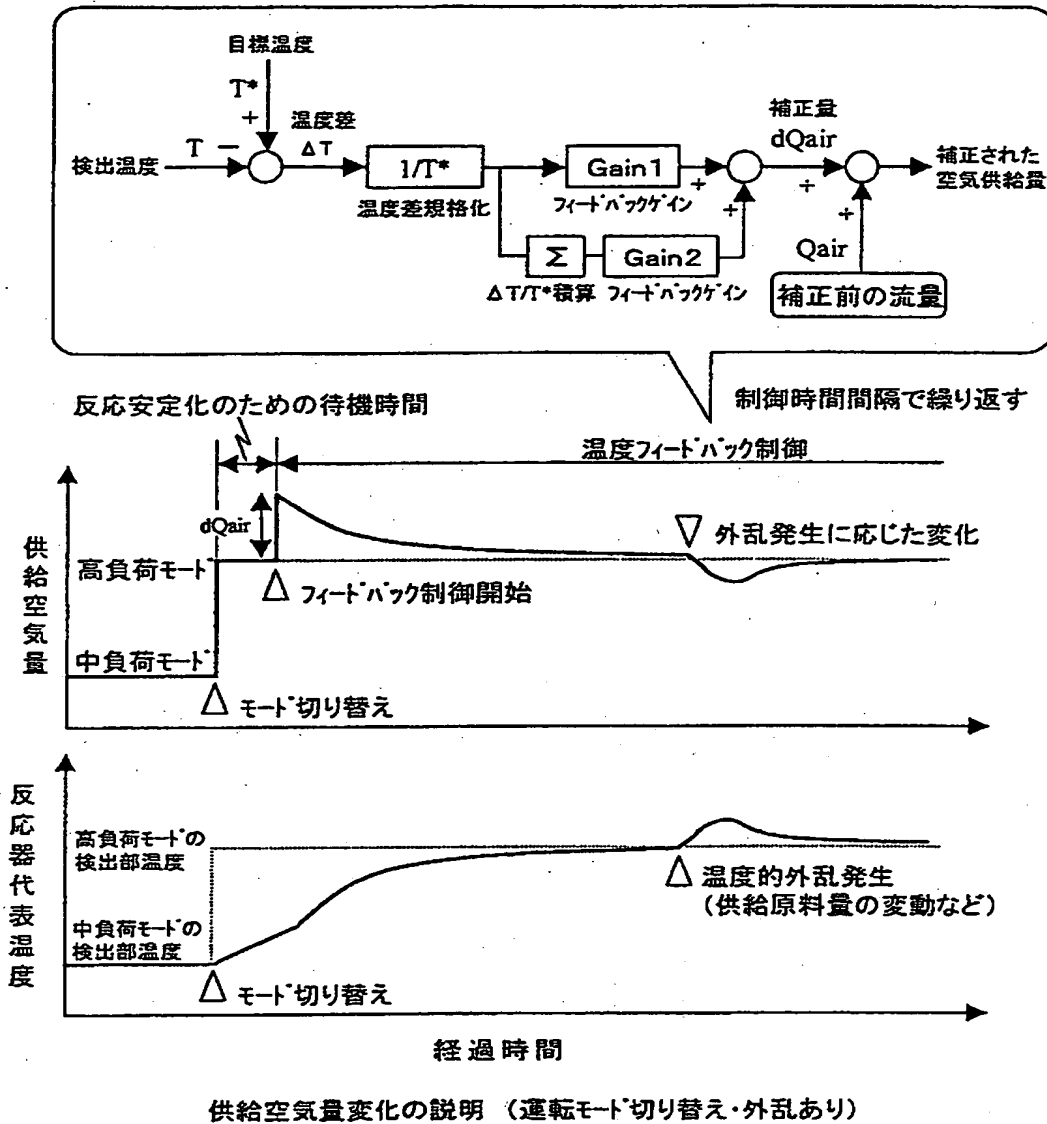 目標温度
T*
+
温度差
ΔT
補正量
dQair
検出温度
T
−
1/T*
Gain1
+
÷
補正された
空気供給量
温度差規格化
フィードバックゲイン
÷
÷
Σ
Gain2
Qair
ΔT/T*積算
フィードバックゲイン
補正前の流量
反応安定化のための待機時間
制御時間間隔で繰り返す
温度フィードバック制御
供給空気量
dQair
外乱発生に応じた変化
高負荷モード
フィードバック制御開始
中負荷モード
モード切り替え
反応器代表温度
高負荷モードの
検出部温度
温度的外乱発生
(供給原料量の変動など)
中負荷モードの
検出部温度
モード切り替え
経過時間
供給空気量変化の説明 (運転モード切り替え・外乱あり)